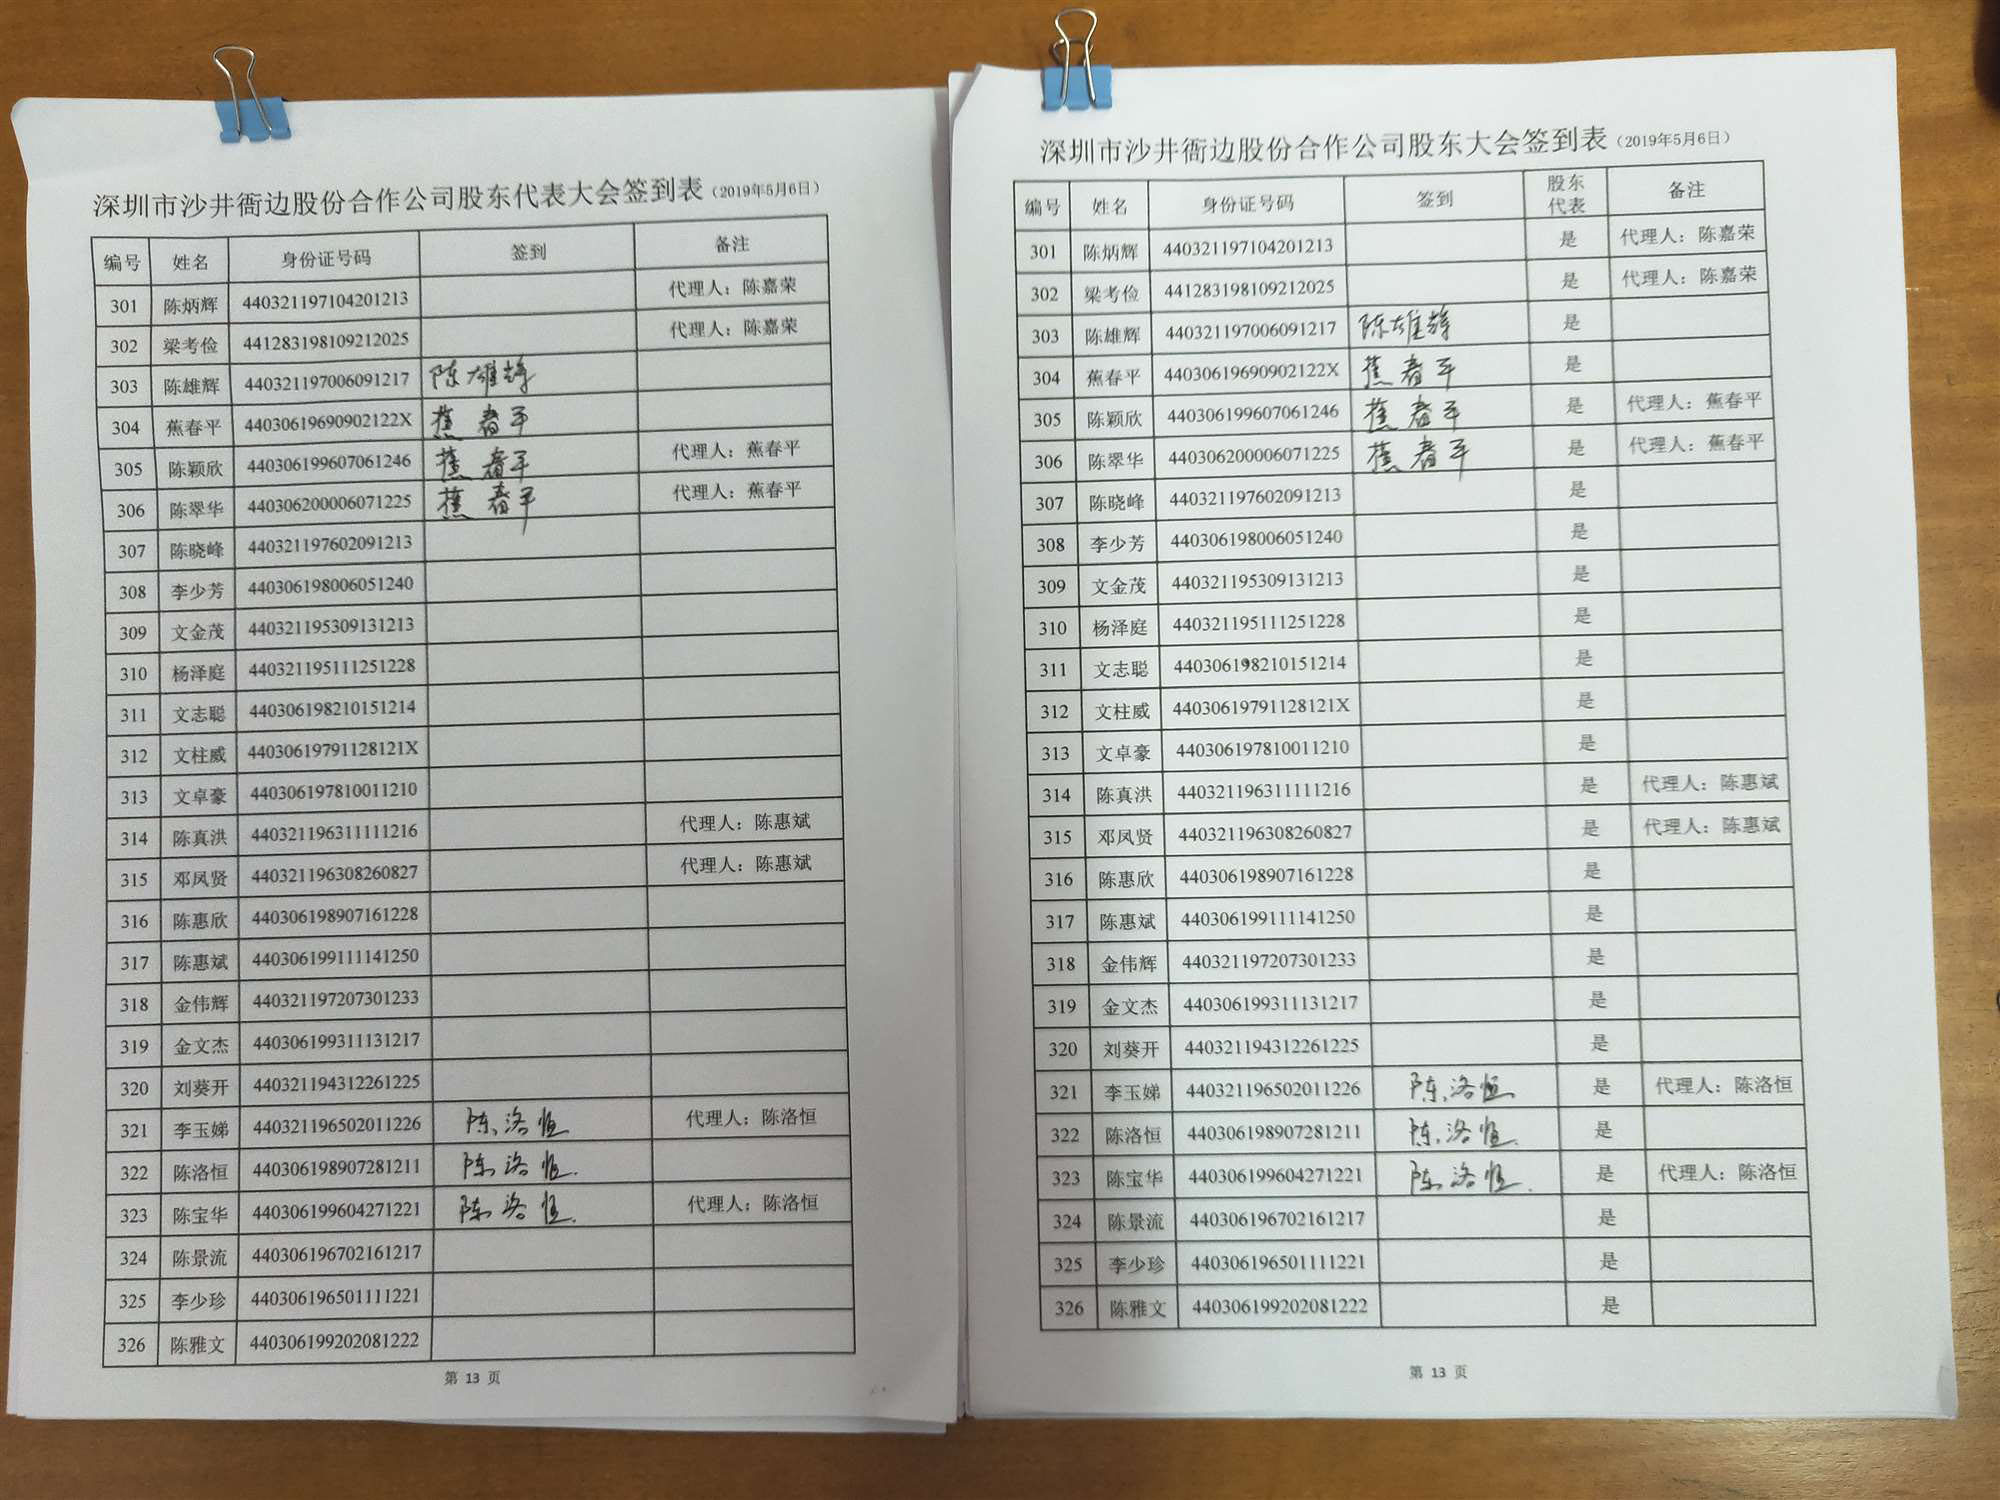 深圳市沙井衙边股份合作公司股东代表大会签到表（2019年5月6日）
编号 姓名 身份证号码 签到 备注
301 陈炳辉 440321197104201213 代理人：陈嘉荣
302 梁考俭 441283198109212025 代理人：陈嘉荣
303 陈雄辉 440321197006091217 陈雄辉
304 蕉春平 44030619690902122X 蕉春平
305 陈颖欣 440306199607061246 蕉春平 代理人：蕉春平
306 陈翠华 440306200006071225 蕉春平 代理人：蕉春平
307 陈晓峰 440321197602091213
308 李少芳 440306198006051240
309 文金茂 440321195309131213
310 杨泽庭 440321195111251228
311 文志聪 440306198210151214
312 文柱威 44030619791128121X
313 文卓豪 440306197810011210
314 陈真洪 440321196311111216 代理人：陈惠斌
315 邓凤贤 440321196308260827 代理人：陈惠斌
316 陈惠欣 440306198907161228
317 陈惠斌 440306199111141250
318 金伟辉 440321197207301233
319 金文杰 440306199311131217
320 刘葵开 440321194312261225
321 李玉娣 440321196502011226 陈洛恒 代理人：陈洛恒
322 陈洛恒 440306198907281211 陈洛恒
323 陈宝华 440306199604271221 陈洛恒 代理人：陈洛恒
324 陈景流 440306196702161217
325 李少珍 440306196501111221
326 陈雅文 440306199202081222
第 13 页
深圳市沙井衙边股份合作公司股东大会签到表（2019年5月6日）
编号 姓名 身份证号码 签到 股东代表 备注
301 陈炳辉 440321197104201213 是 代理人：陈嘉荣
302 梁考俭 441283198109212025 是 代理人：陈嘉荣
303 陈雄辉 440321197006091217 陈雄辉 是
304 蕉春平 44030619690902122X 蕉春平 是
305 陈颖欣 440306199607061246 蕉春平 是 代理人：蕉春平
306 陈翠华 440306200006071225 蕉春平 是 代理人：蕉春平
307 陈晓峰 440321197602091213 是
308 李少芳 440306198006051240 是
309 文金茂 440321195309131213 是
310 杨泽庭 440321195111251228 是
311 文志聪 440306198210151214 是
312 文柱威 44030619791128121X 是
313 文卓豪 440306197810011210 是
314 陈真洪 440321196311111216 是 代理人：陈惠斌
315 邓凤贤 440321196308260827 是 代理人：陈惠斌
316 陈惠欣 440306198907161228 是
317 陈惠斌 440306199111141250 是
318 金伟辉 440321197207301233 是
319 金文杰 440306199311131217 是
320 刘葵开 440321194312261225 是
321 李玉娣 440321196502011226 陈洛恒 是 代理人：陈洛恒
322 陈洛恒 440306198907281211 陈洛恒 是
323 陈宝华 440306199604271221 陈洛恒 是 代理人：陈洛恒
324 陈景流 440306196702161217 是
325 李少珍 440306196501111221 是
326 陈雅文 440306199202081222 是
第 13 页